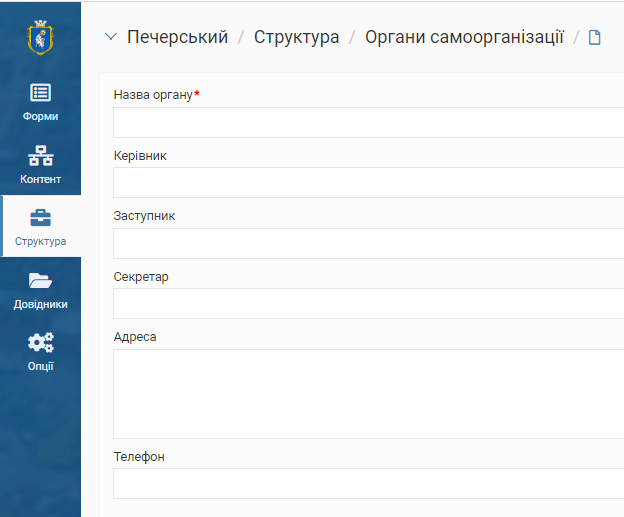 Печерський / Структура / Органи самоорганізації /
Форми
Контент
Структура
Довідники
Опції
Назва органу*
Керівник
Заступник
Секретар
Адреса
Телефон